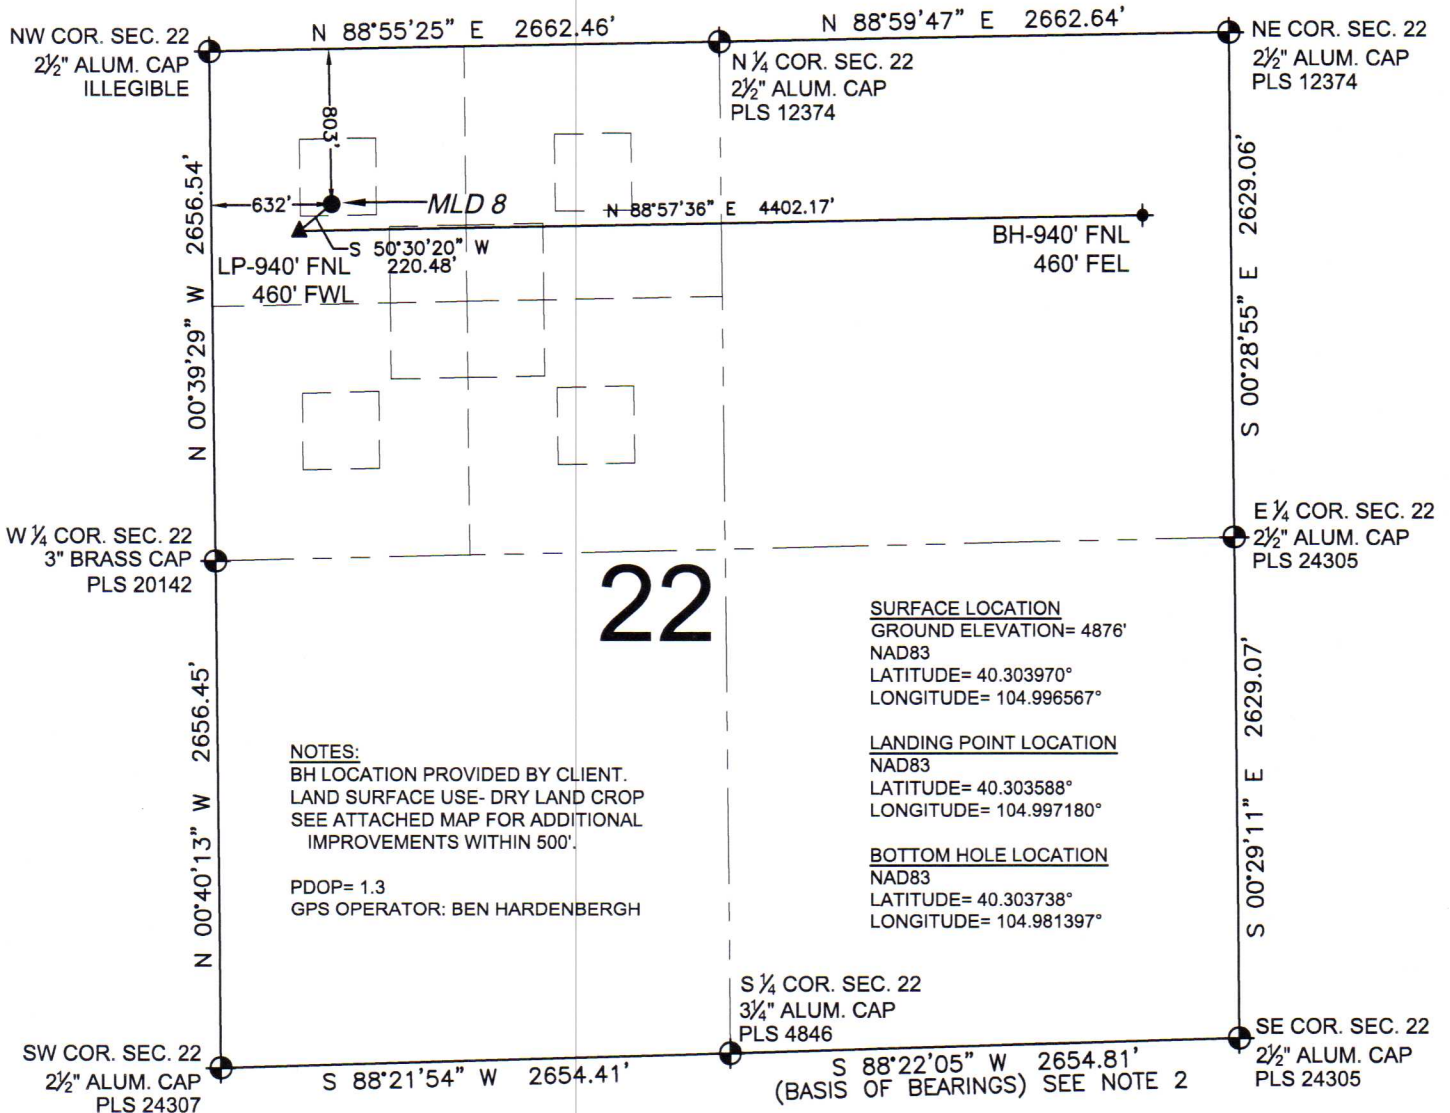 N 88°55'25" E 2662.46'
N 88°59'47" E 2662.64'
NW COR. SEC. 22
2½" ALUM. CAP
ILLEGIBLE
N ¼ COR. SEC. 22
2½" ALUM. CAP
PLS 12374
NE COR. SEC. 22
2½" ALUM. CAP
PLS 12374
803'
632'
MLD 8
N 88°57'36" E 4402.17'
S 50°30'20" W
220.48'
LP-940' FNL
460' FWL
BH-940' FNL
460' FEL
N 00°39'29" W 2656.54'
S 00°28'55" E 2629.06'
W ¼ COR. SEC. 22
3" BRASS CAP
PLS 20142
E ¼ COR. SEC. 22
2½" ALUM. CAP
PLS 24305
22
SURFACE LOCATION
GROUND ELEVATION= 4876'
NAD83
LATITUDE= 40.303970°
LONGITUDE= 104.996567°
LANDING POINT LOCATION
NAD83
LATITUDE= 40.303588°
LONGITUDE= 104.997180°
BOTTOM HOLE LOCATION
NAD83
LATITUDE= 40.303738°
LONGITUDE= 104.981397°
NOTES:
BH LOCATION PROVIDED BY CLIENT.
LAND SURFACE USE- DRY LAND CROP
SEE ATTACHED MAP FOR ADDITIONAL
IMPROVEMENTS WITHIN 500'.
PDOP= 1.3
GPS OPERATOR: BEN HARDENBERGH
N 00°40'13" W 2656.45'
S 00°29'11" E 2629.07'
S ¼ COR. SEC. 22
3¼" ALUM. CAP
PLS 4846
SW COR. SEC. 22
2½" ALUM. CAP
PLS 24307
SE COR. SEC. 22
2½" ALUM. CAP
PLS 24305
S 88°21'54" W 2654.41'
S 88°22'05" W 2654.81'
(BASIS OF BEARINGS) SEE NOTE 2